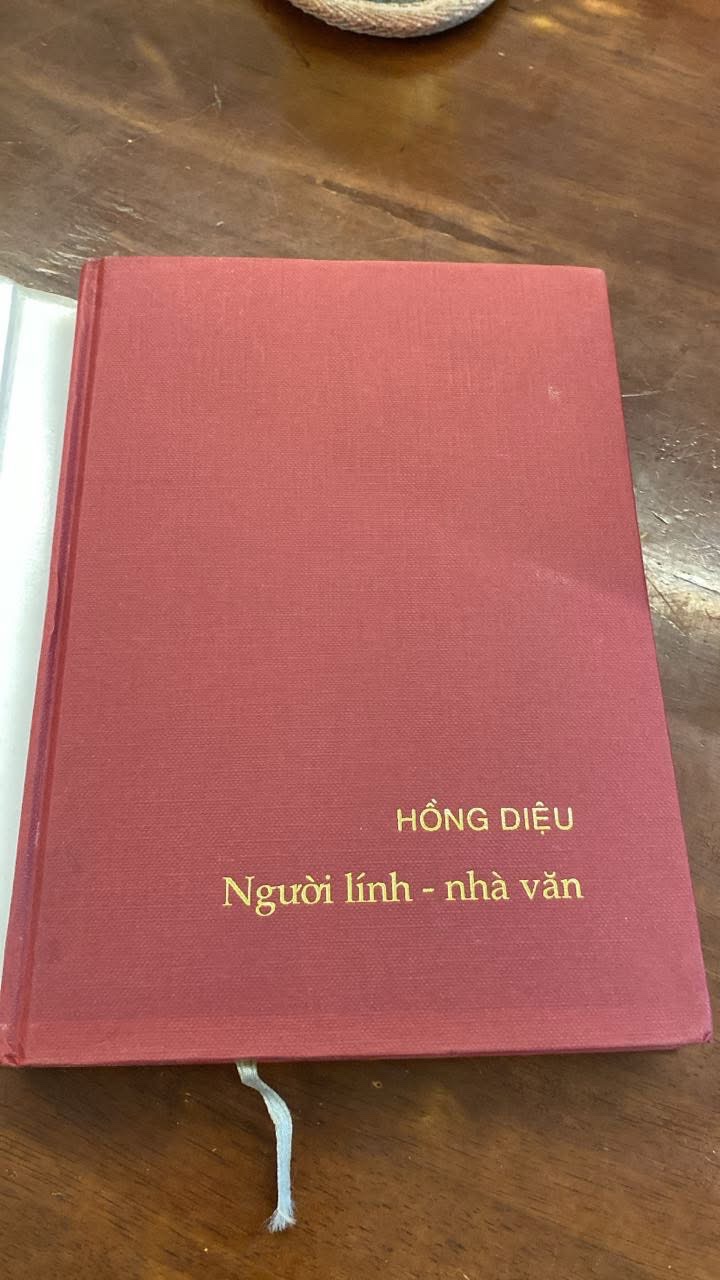 HỒNG DIỆU
Người lính - nhà văn